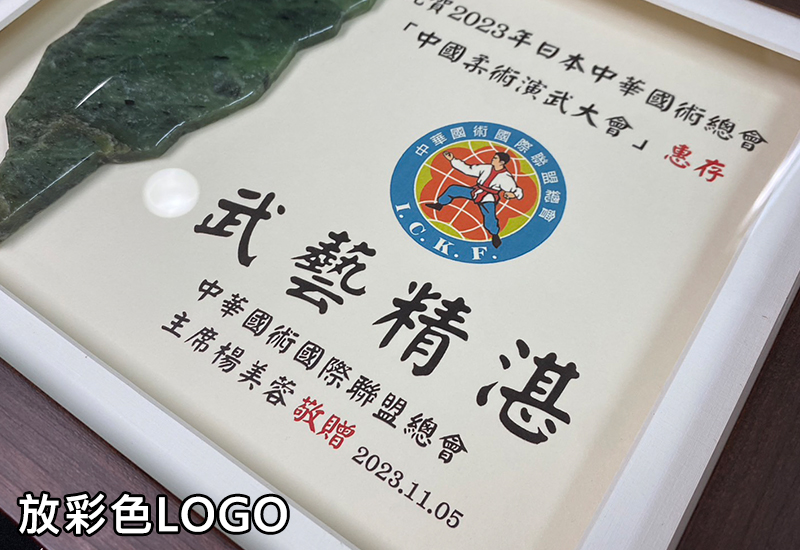 賀2023年日本中華國術總會
「中國柔術演武大會」惠存
中華國術國際聯盟總會
I.C.K.F.
武藝精湛
中華國術國際聯盟總會
主席楊美蓉敬贈 2023.11.05
放彩色LOGO